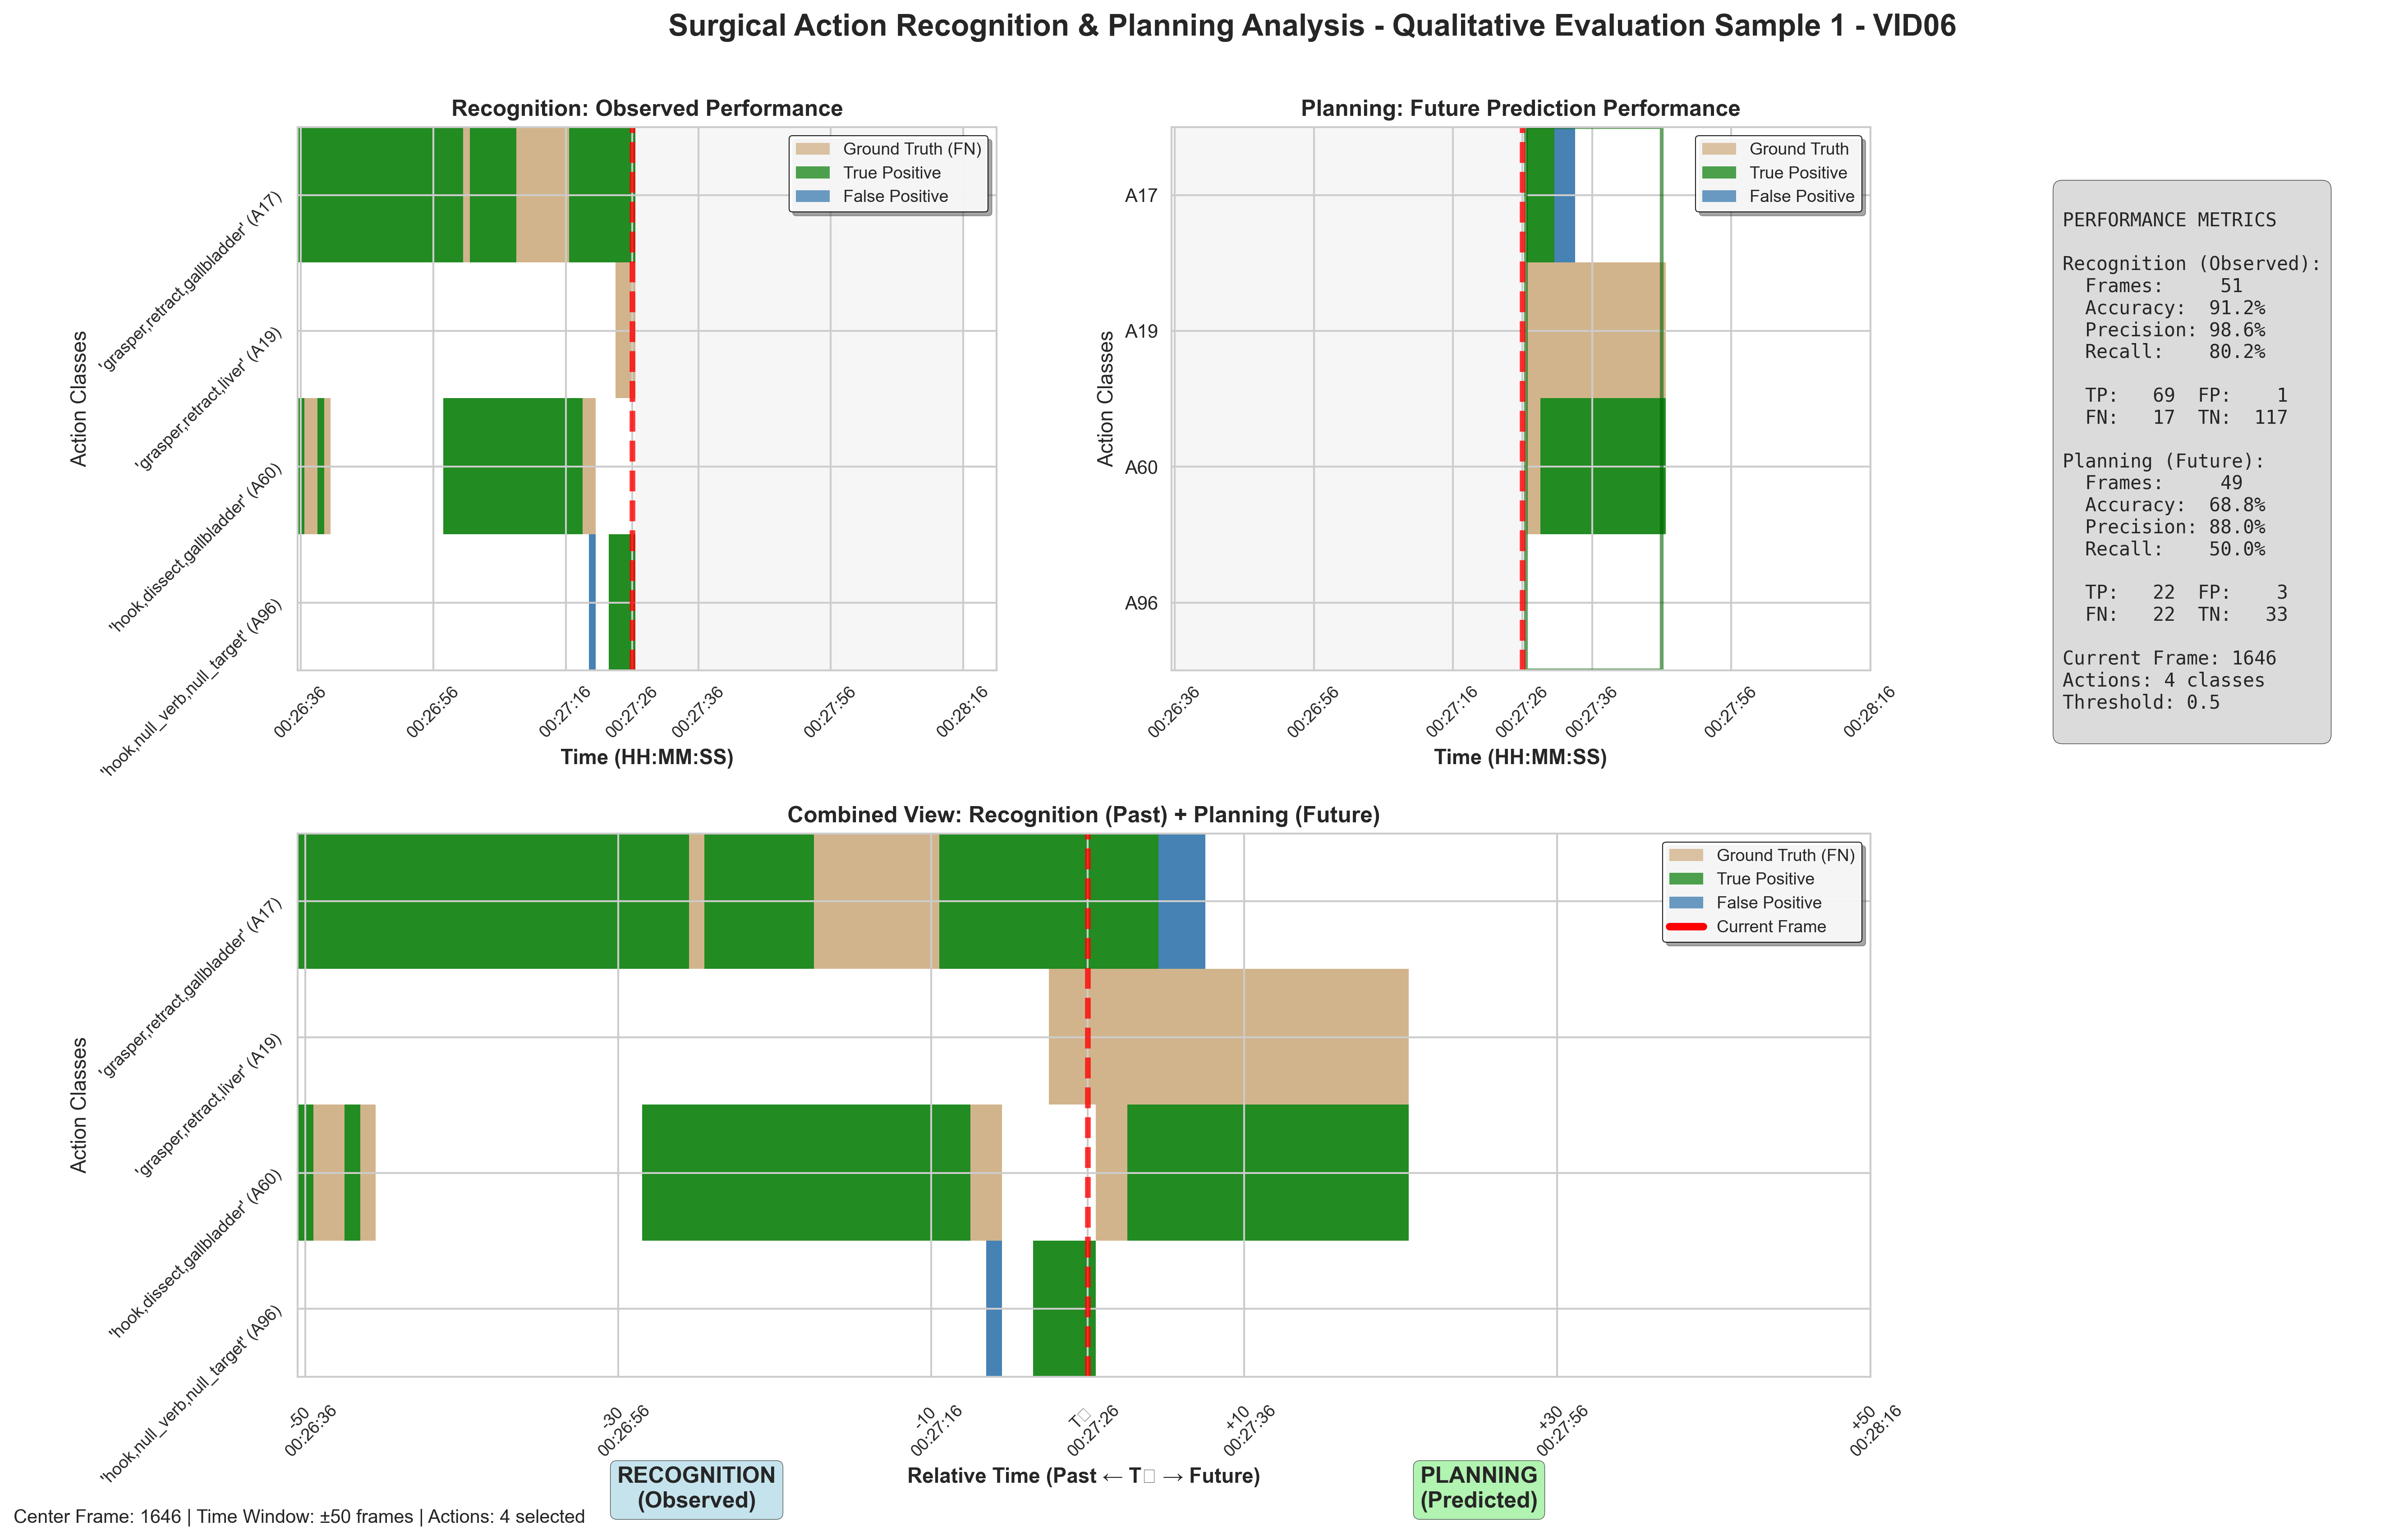 Surgical Action Recognition & Planning Analysis - Qualitative Evaluation Sample 1 - VID06
Recognition: Observed Performance
Ground Truth (FN)
True Positive
False Positive
Action Classes
'grasper,retract,gallbladder' (A17)
'grasper,retract,liver' (A19)
'hook,dissect,gallbladder' (A60)
'hook,null_verb,null_target' (A96)
00:26:36
00:26:56
00:27:16
00:27:26
00:27:36
00:27:56
00:28:16
Time (HH:MM:SS)
Planning: Future Prediction Performance
Ground Truth
True Positive
False Positive
Action Classes
A17
A19
A60
A96
00:26:36
00:26:56
00:27:16
00:27:26
00:27:36
00:27:56
00:28:16
Time (HH:MM:SS)
PERFORMANCE METRICS
Recognition (Observed):
Frames: 51
Accuracy: 91.2%
Precision: 98.6%
Recall: 80.2%
TP: 69 FP: 1
FN: 17 TN: 117
Planning (Future):
Frames: 49
Accuracy: 68.8%
Precision: 88.0%
Recall: 50.0%
TP: 22 FP: 3
FN: 22 TN: 33
Current Frame: 1646
Actions: 4 classes
Threshold: 0.5
Combined View: Recognition (Past) + Planning (Future)
Ground Truth (FN)
True Positive
False Positive
Current Frame
Action Classes
'grasper,retract,gallbladder' (A17)
'grasper,retract,liver' (A19)
'hook,dissect,gallbladder' (A60)
'hook,null_verb,null_target' (A96)
-50
00:26:36
-30
00:26:56
-10
00:27:16
T□
00:27:26
+10
00:27:36
+30
00:27:56
+50
00:28:16
Relative Time (Past ← T□ → Future)
RECOGNITION
(Observed)
PLANNING
(Predicted)
Center Frame: 1646 | Time Window: ±50 frames | Actions: 4 selected